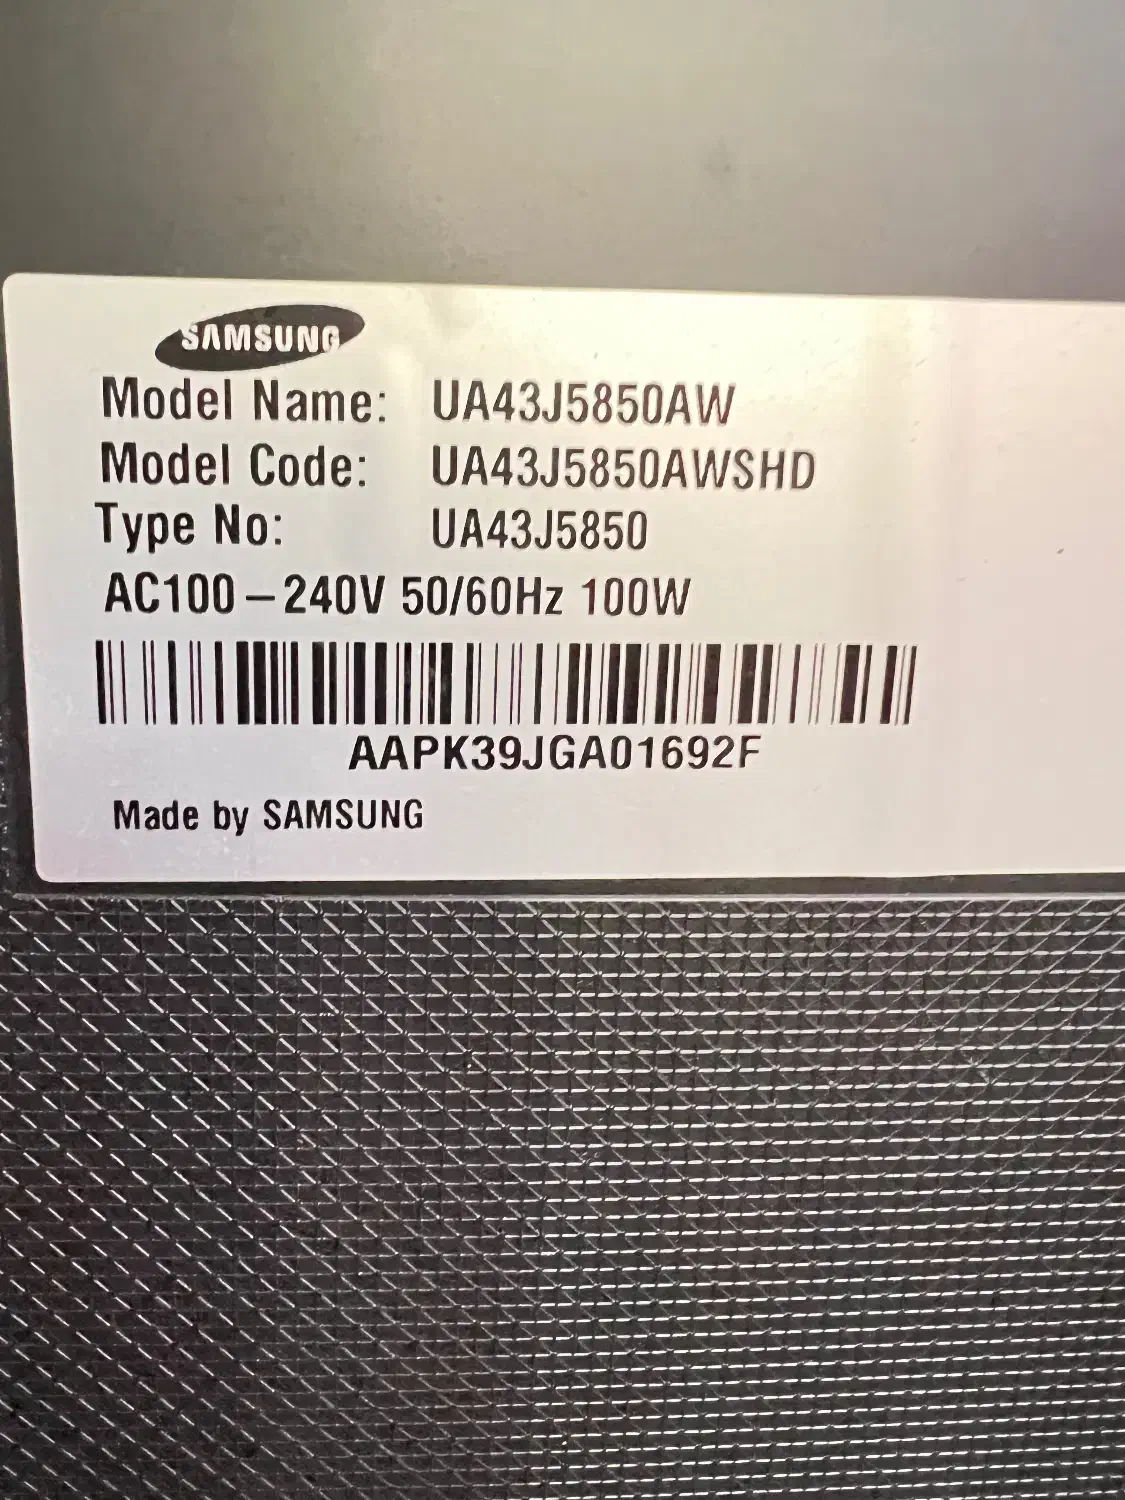 SAMSUNG
Model Name: UA43J5850AW
Model Code: UA43J5850AWSHD
Type No: UA43J5850
AC100-240V 50/60Hz 100W
AAPK39JGA01692F
Made by SAMSUNG